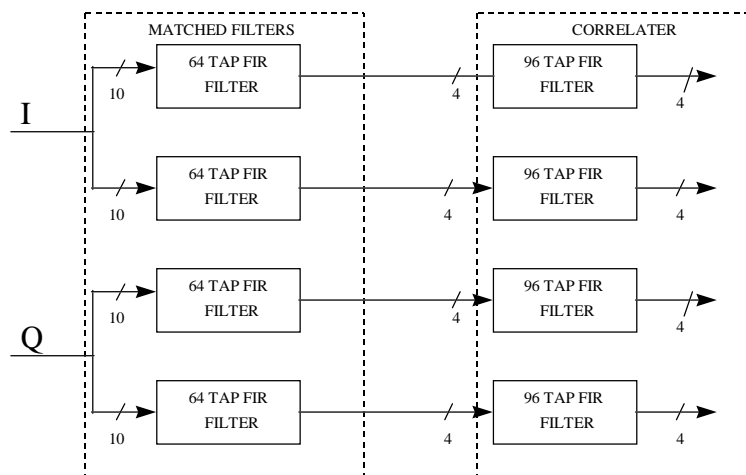 MATCHED FILTERS
CORRELATER
64 TAP FIR
FILTER
96 TAP FIR
FILTER
10
4
4
I
64 TAP FIR
FILTER
96 TAP FIR
FILTER
10
4
4
64 TAP FIR
FILTER
96 TAP FIR
FILTER
10
4
4
Q
64 TAP FIR
FILTER
96 TAP FIR
FILTER
10
4
4